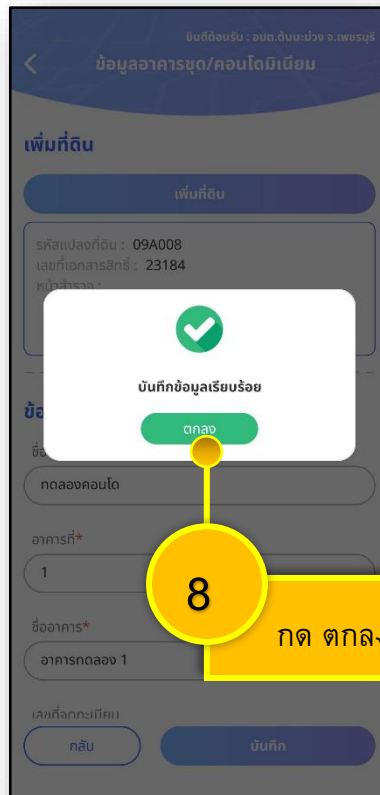 ยินดีต้อนรับ : อบต.ต้นมะม่วง จ.เพชรบุรี
ข้อมูลอาคารชุด/คอนโดมิเนียม
เพิ่มที่ดิน
เพิ่มที่ดิน
รหัสแปลงที่ดิน : 09A008
เลขที่เอกสารสิทธิ์ : 23184
หน้าสำรวจ :
บันทึกข้อมูลเรียบร้อย
ตกลง
ข้อ
ชื่อ
ทดลองคอนโด
อาคารที่*
1
8
กด ตกลง
ชื่ออาคาร*
อาคารทดลอง 1
เลขที่จดทะเบียน
กลับ
บันทึก